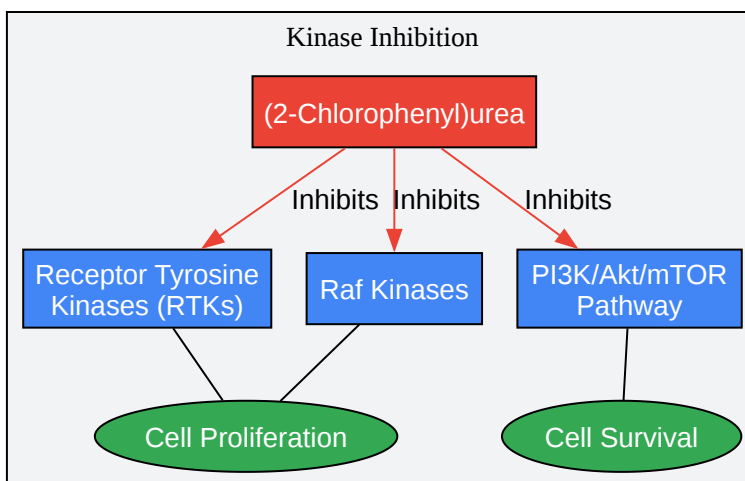 Kinase Inhibition
(2-Chlorophenyl)urea
Inhibits
Inhibits
Inhibits
Receptor Tyrosine
Kinases (RTKs)
Raf Kinases
PI3K/Akt/mTOR
Pathway
Cell Proliferation
Cell Survival